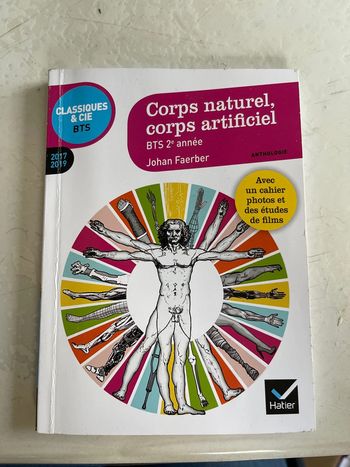 CLASSIQUES
& CIE
BTS
2017
2019
Corps naturel,
corps artificiel
BTS 2e année
Johan Faerber
ANTHOLOGIE
Avec
un cahier
photos et
des études
de films
Hatier